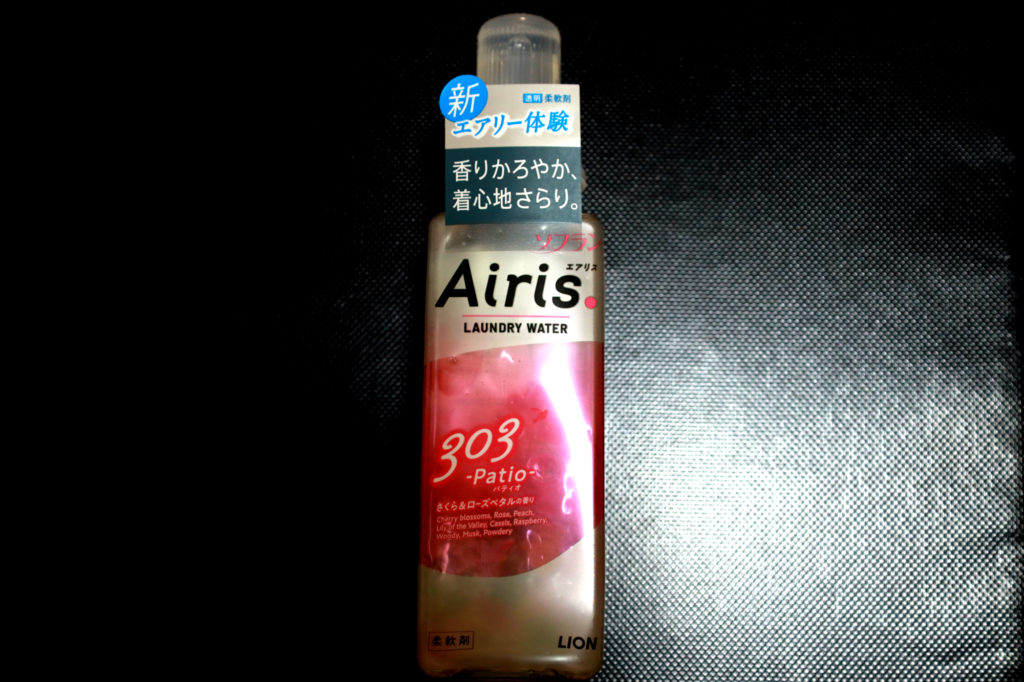 新
透明 柔軟剤
エアリー体験
香りかろやか、
着心地さらり。
ソフラン
エアリス
Airis.
LAUNDRY WATER
303
-Patio-
パティオ
さくら&ローズペタルの香り
Cherry blossoms, Rose, Peach,
Lily of the Valley, Cassis, Raspberry,
Woody, Musk, Powdery
柔軟剤
LION